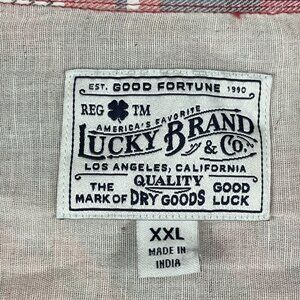 EST. GOOD FORTUNE 1990
REG TM
AMERICA'S FAVORITE
LUCKY BRAND
& CO.
LOS ANGELES, CALIFORNIA
THE QUALITY GOOD
MARK OF DRY GOODS LUCK
XXL
MADE IN
INDIA